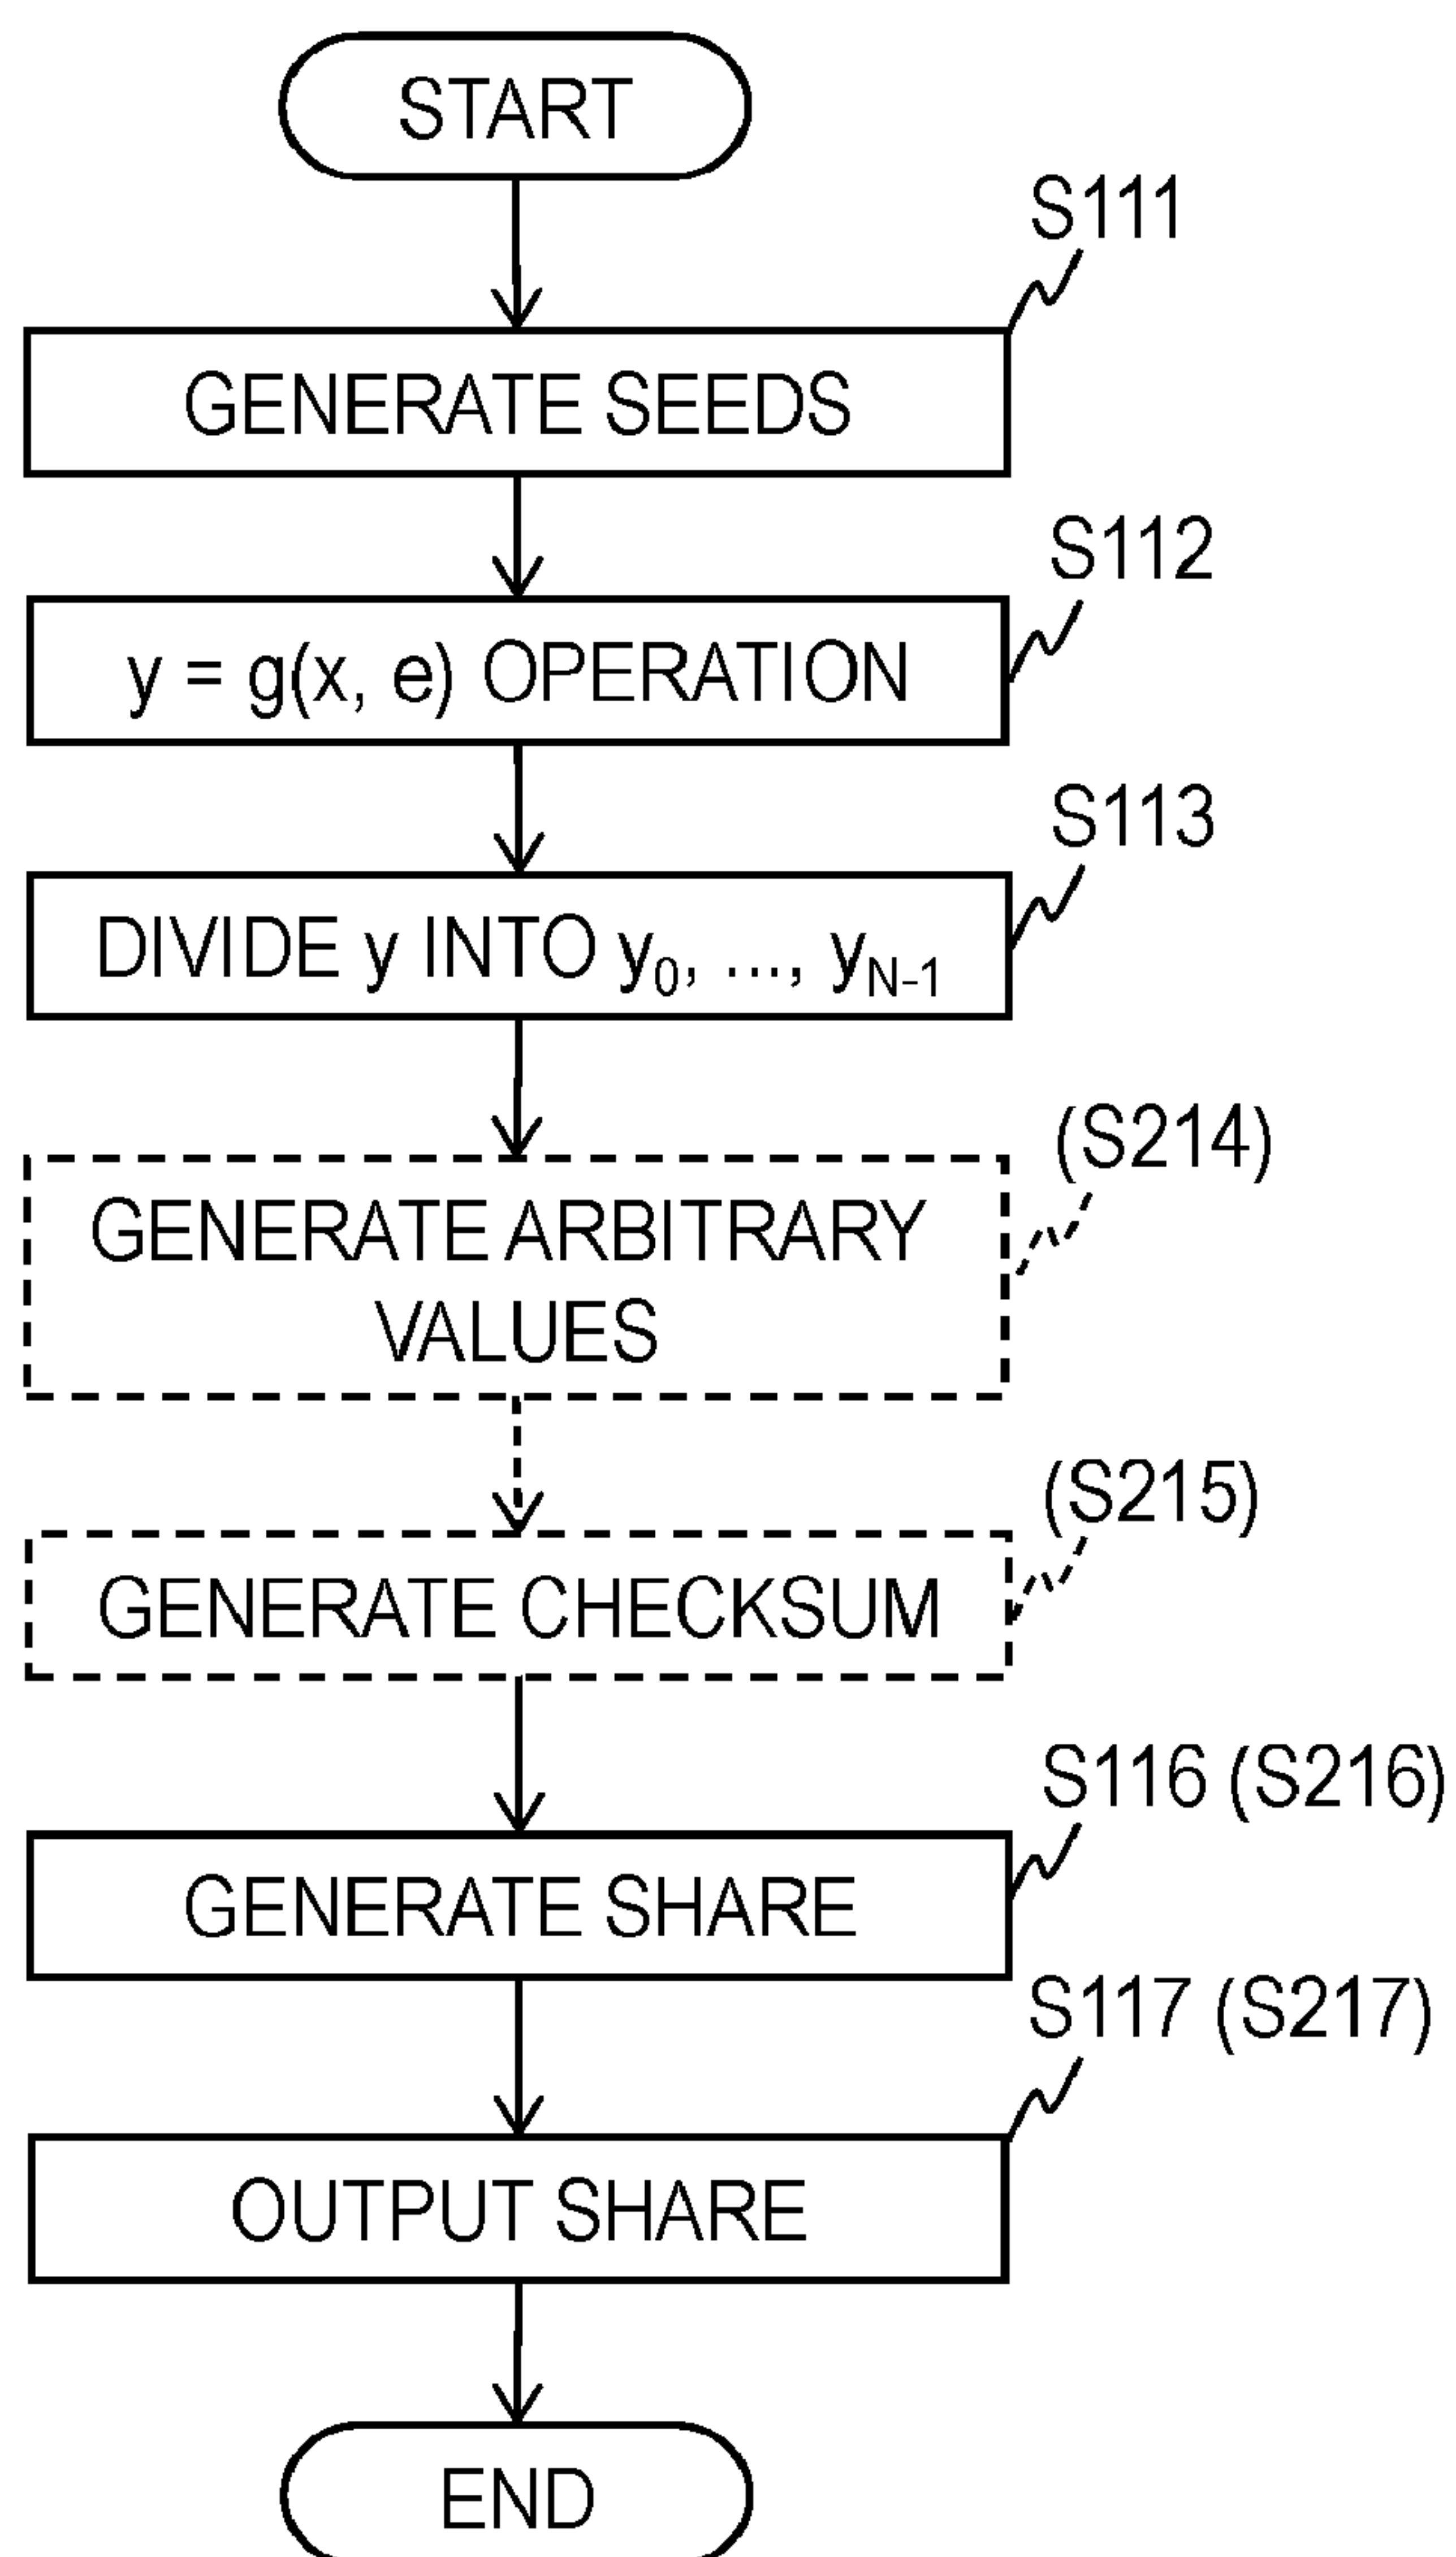 START
S111
GENERATE SEEDS
S112
y = g(x, e) OPERATION
S113
DIVIDE y INTO y₀, ..., y_N-1
(S214)
GENERATE ARBITRARY
VALUES
(S215)
GENERATE CHECKSUM
S116 (S216)
GENERATE SHARE
S117 (S217)
OUTPUT SHARE
END